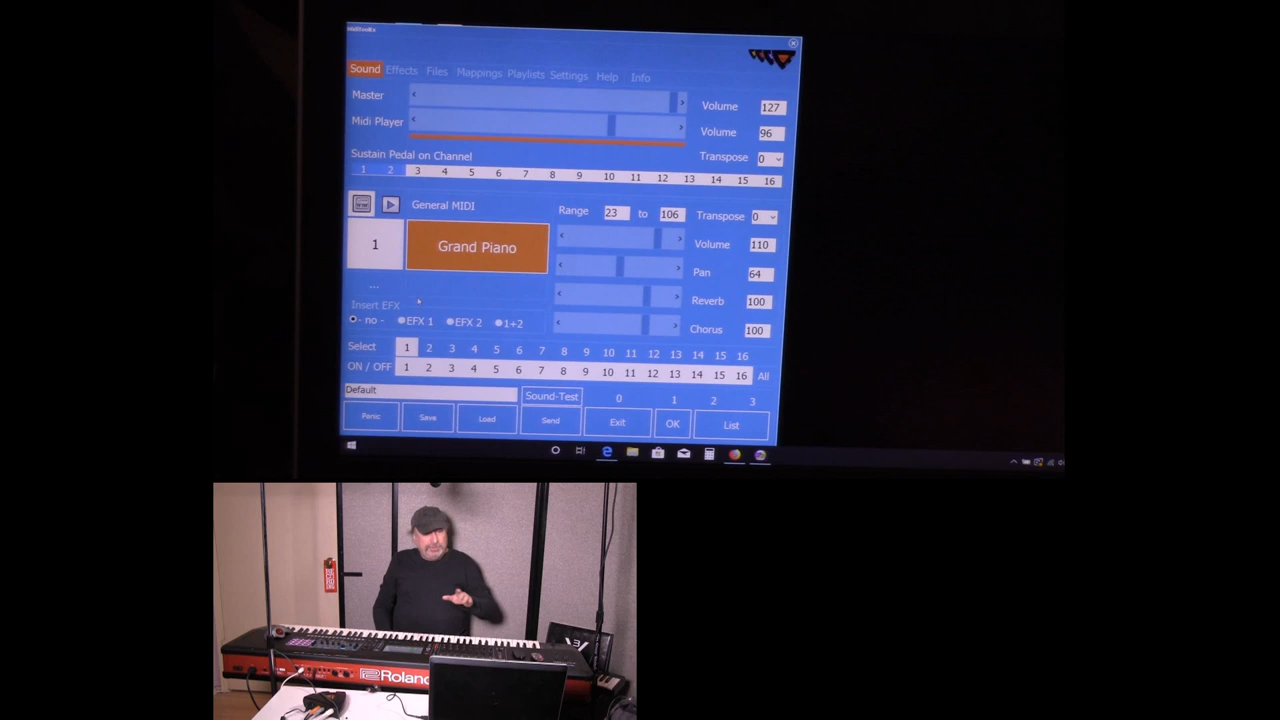 Sound Effects Files Mappings Playlists Settings Help Info
Master < > Volume 127
Midi Player < > Volume 96
Sustain Pedal on Channel Transpose 0
1 2 3 4 5 6 7 8 9 10 11 12 13 14 15 16
General MIDI Range 23 to 106 Transpose 0
1 Grand Piano < > Volume 110
< > Pan 64
...
Insert EFX < > Reverb 100
- no - EFX 1 EFX 2 1+2 < > Chorus 100
Select 1 2 3 4 5 6 7 8 9 10 11 12 13 14 15 16
ON / OFF 1 2 3 4 5 6 7 8 9 10 11 12 13 14 15 16 All
Default Sound-Test 0 1 2 3
Panic Save Load Send Exit OK List
Roland